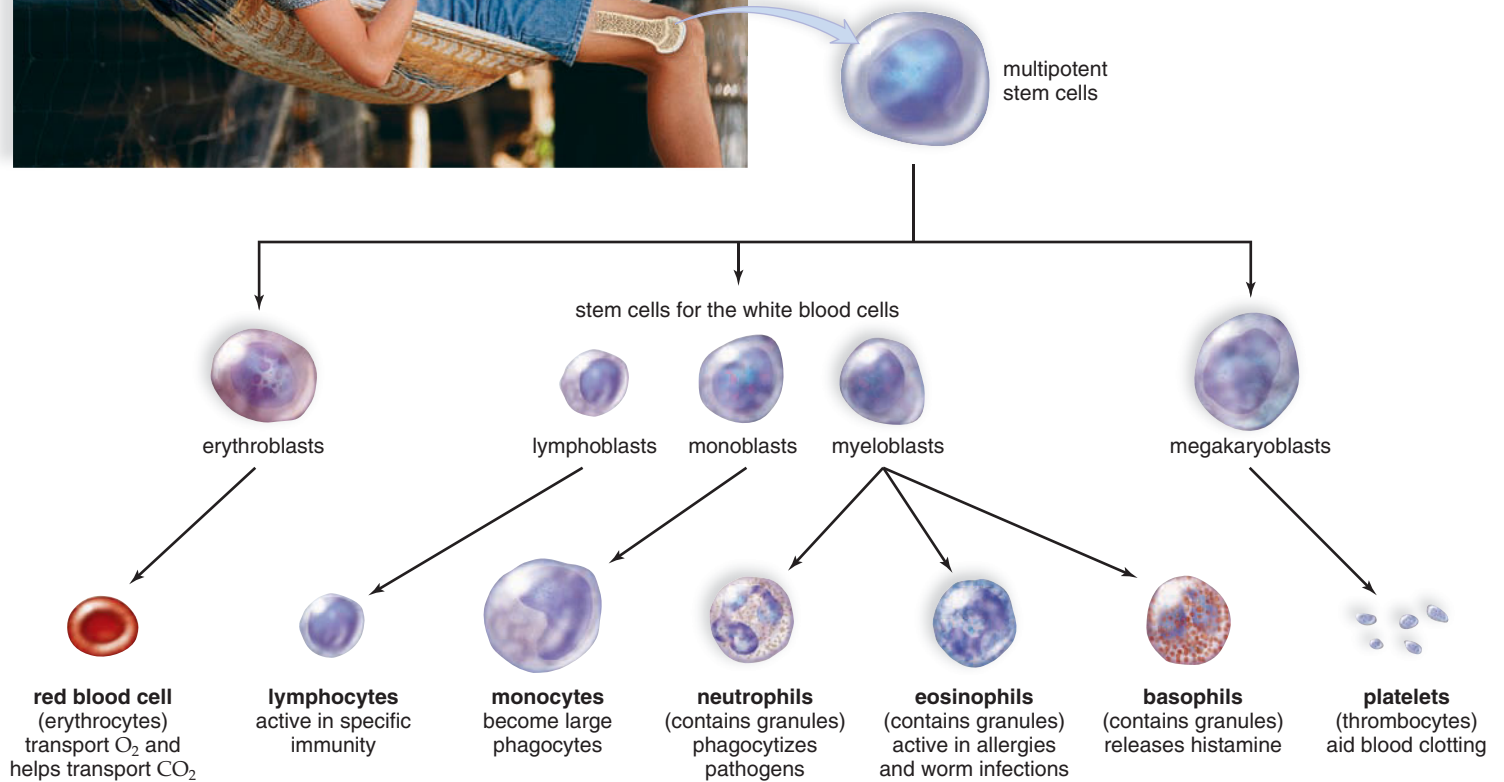 multipotent
stem cells
stem cells for the white blood cells
erythroblasts
lymphoblasts
monoblasts
myeloblasts
megakaryoblasts
red blood cell
(erythrocytes)
transport O₂ and
helps transport CO₂
lymphocytes
active in specific
immunity
monocytes
become large
phagocytes
neutrophils
(contains granules)
phagocytizes
pathogens
eosinophils
(contains granules)
active in allergies
and worm infections
basophils
(contains granules)
releases histamine
platelets
(thrombocytes)
aid blood clotting